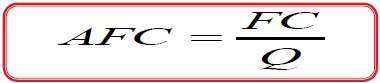 AFC = FC / Q